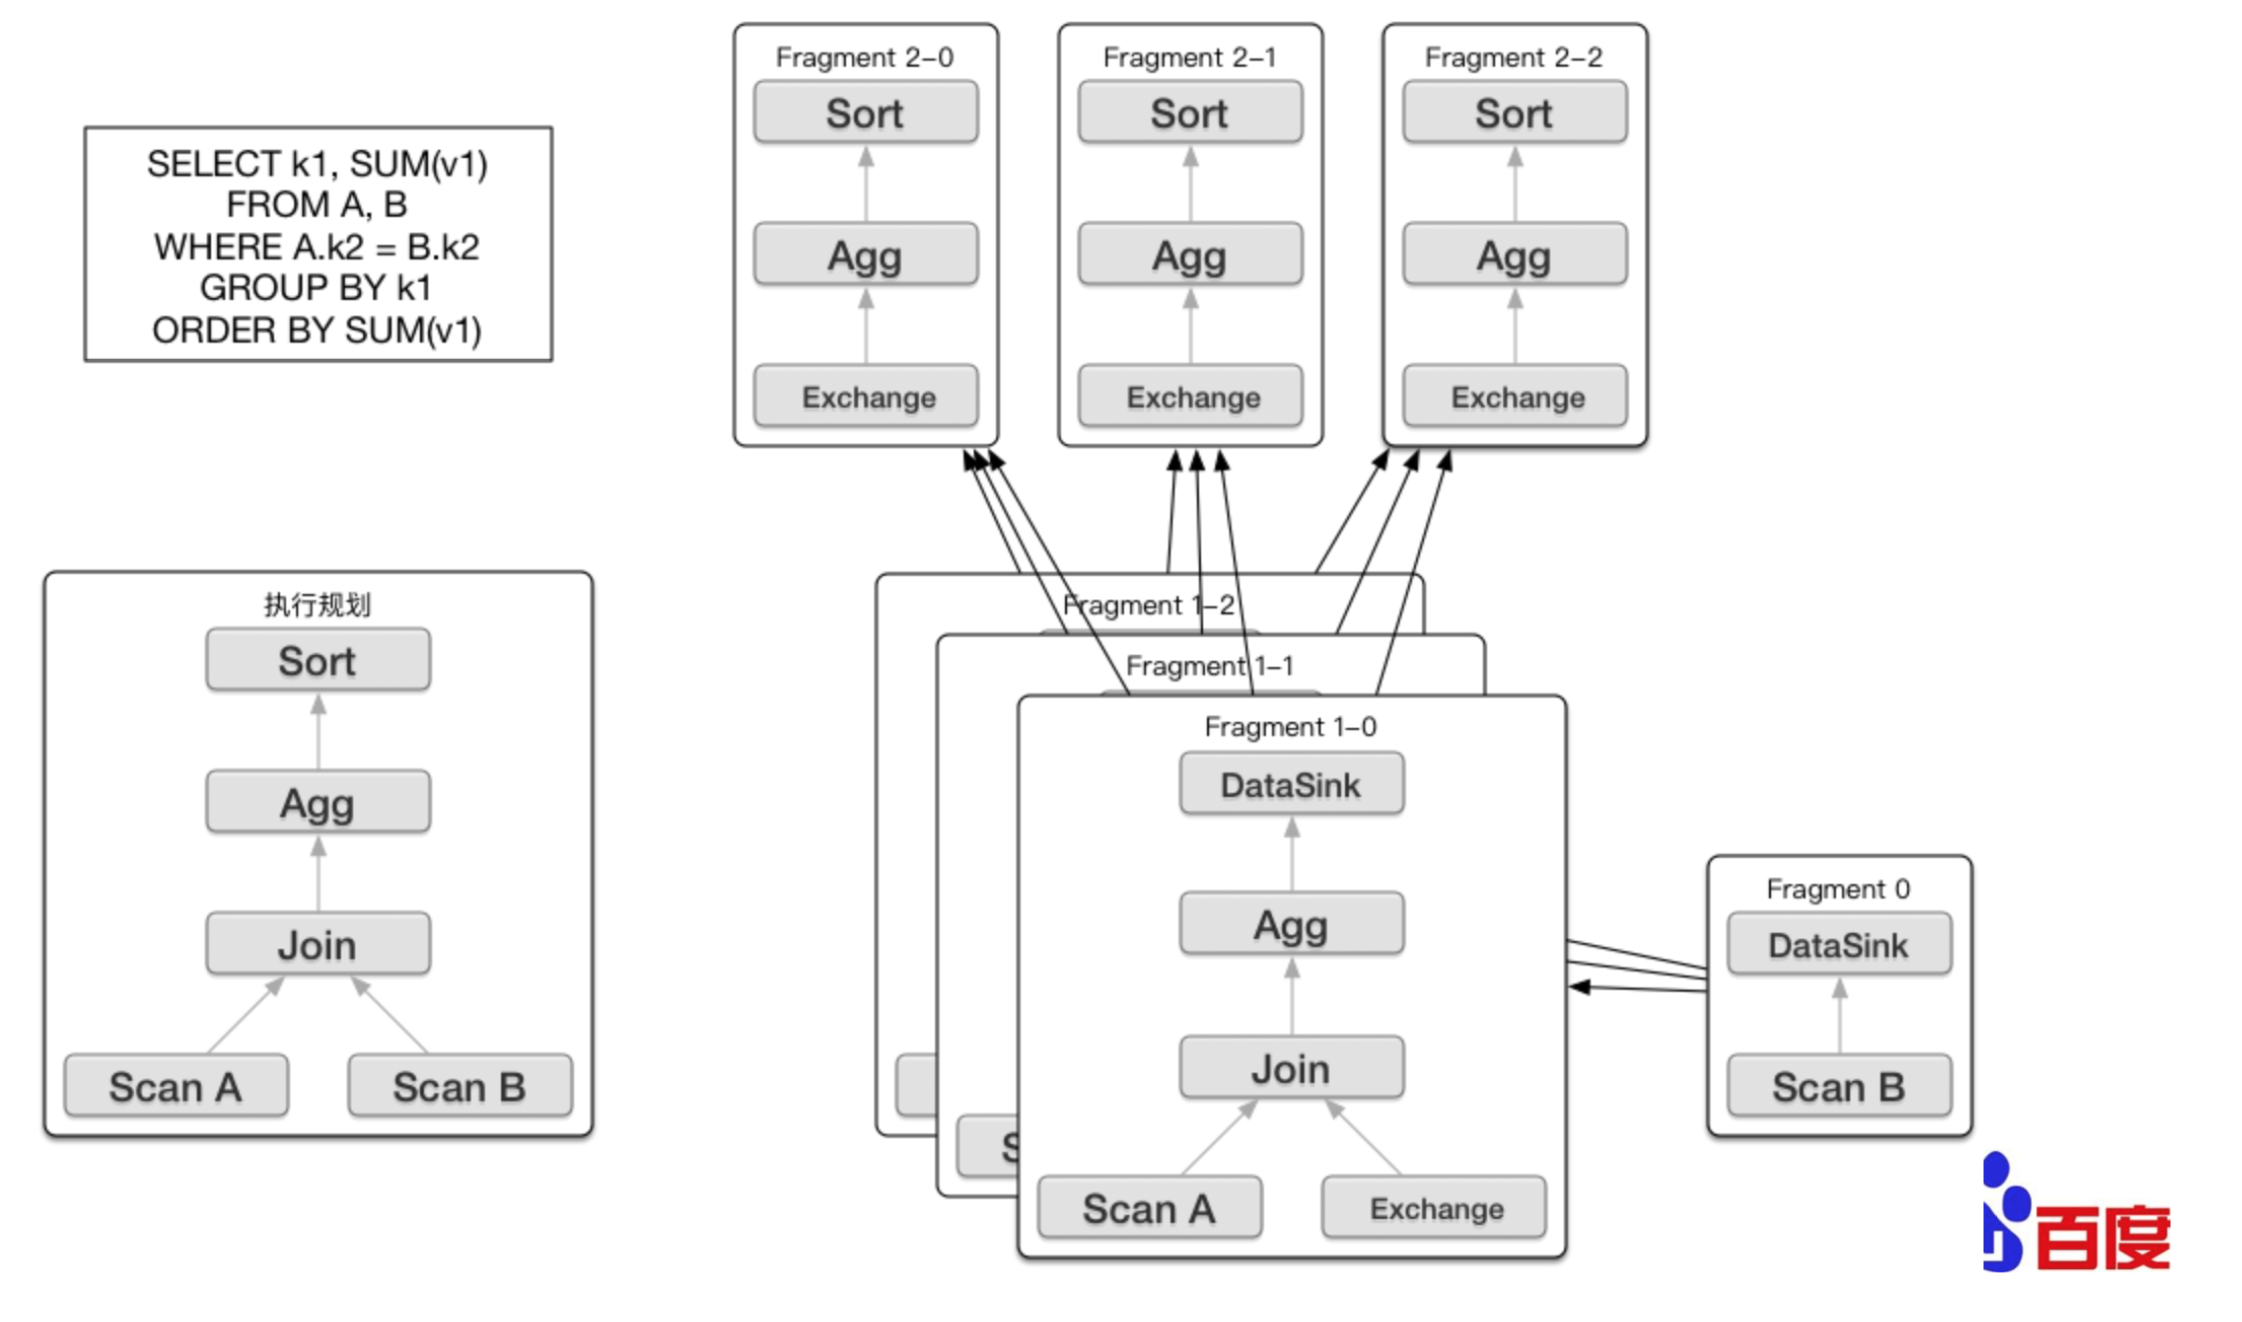 SELECT k1, SUM(v1)
FROM A, B
WHERE A.k2 = B.k2
GROUP BY k1
ORDER BY SUM(v1)
执行规划
Sort
Agg
Join
Scan A
Scan B
Fragment 2-0
Sort
Agg
Exchange
Fragment 2-1
Sort
Agg
Exchange
Fragment 2-2
Sort
Agg
Exchange
Fragment 1-2
Fragment 1-1
S
Fragment 1-0
DataSink
Agg
Join
Scan A
Exchange
Fragment 0
DataSink
Scan B
百度